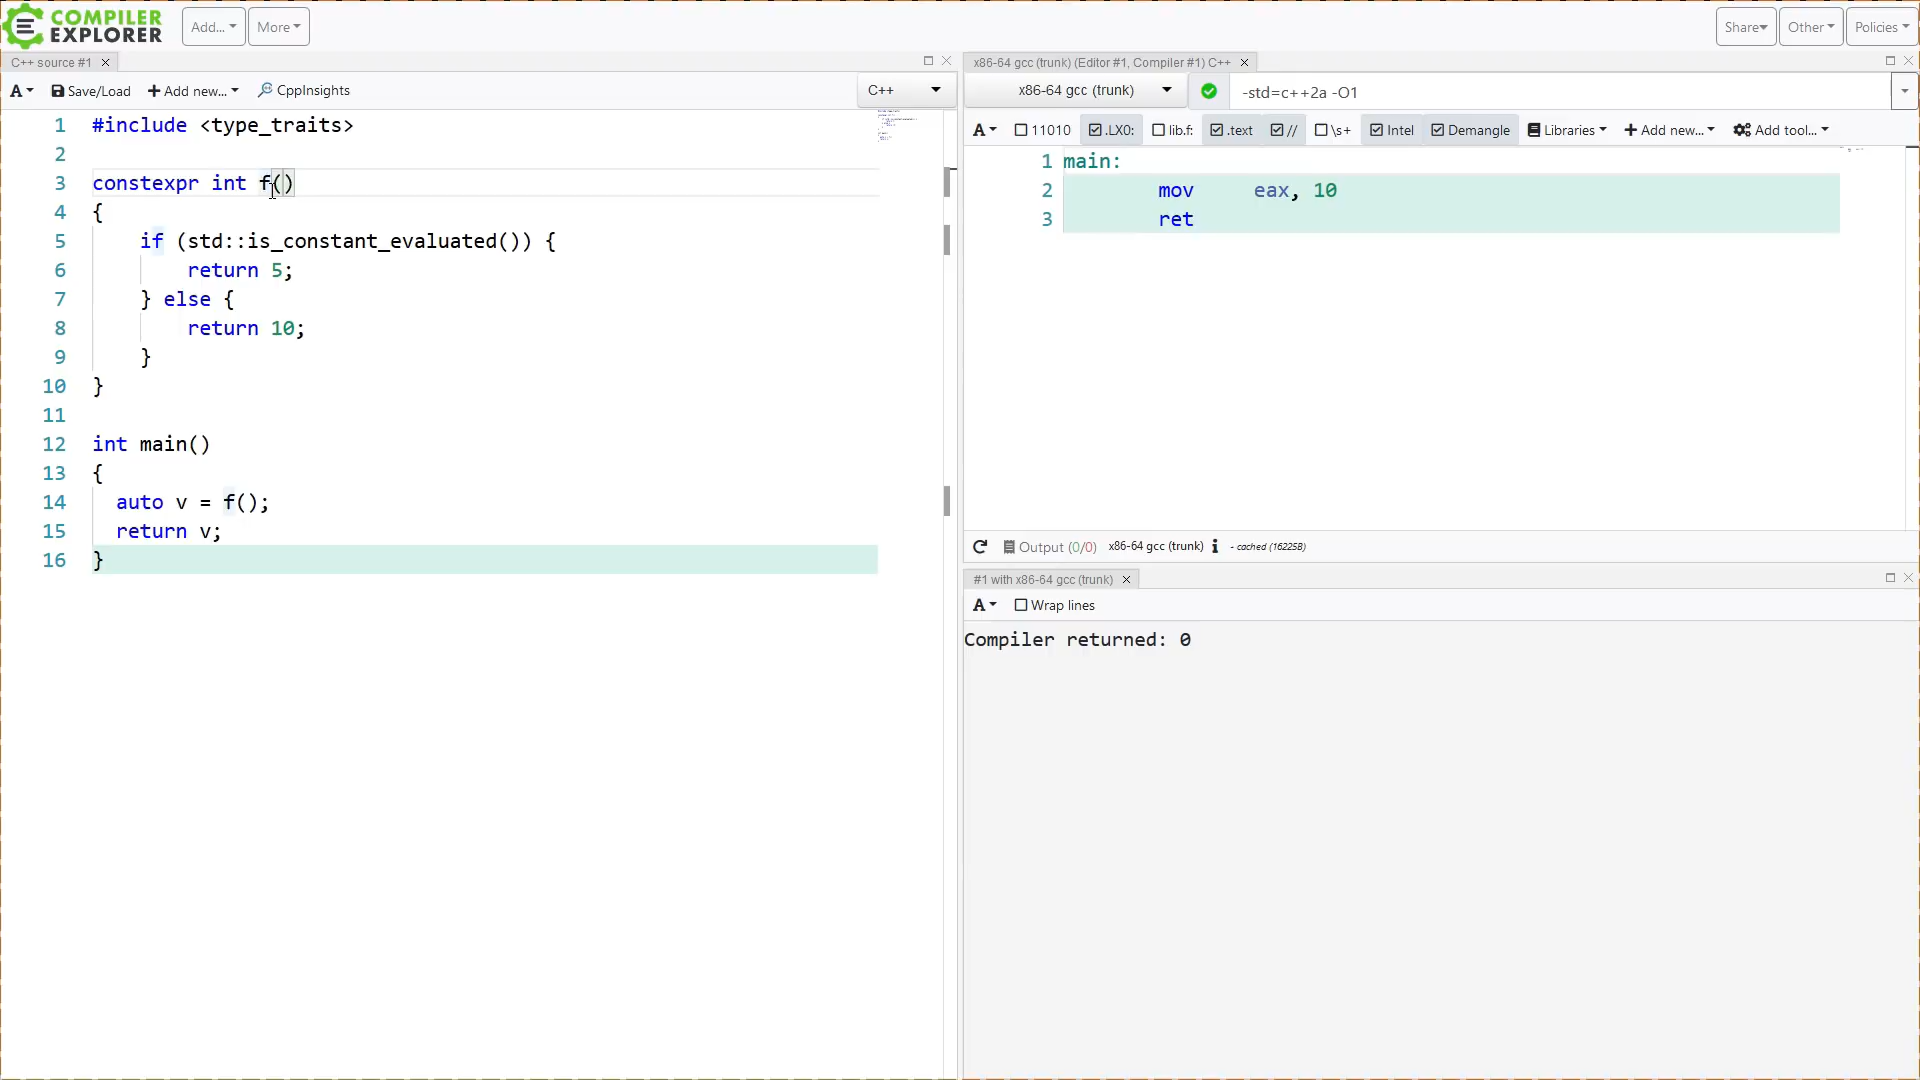 COMPILER
EXPLORER
Add...
More
Share
Other
Policies
C++ source #1
A
Save/Load
Add new...
CppInsights
C++
1 #include <type_traits>
2
3 constexpr int f()
4 {
5     if (std::is_constant_evaluated()) {
6         return 5;
7     } else {
8         return 10;
9     }
10 }
11
12 int main()
13 {
14   auto v = f();
15   return v;
16 }
x86-64 gcc (trunk) (Editor #1, Compiler #1) C++
x86-64 gcc (trunk)
-std=c++2a -O1
A
11010
.LX0:
lib.f:
.text
//
\s+
Intel
Demangle
Libraries
Add new...
Add tool...
1 main:
2         mov     eax, 10
3         ret
Output (0/0) x86-64 gcc (trunk) i - cached (16225B)
#1 with x86-64 gcc (trunk)
A
Wrap lines
Compiler returned: 0